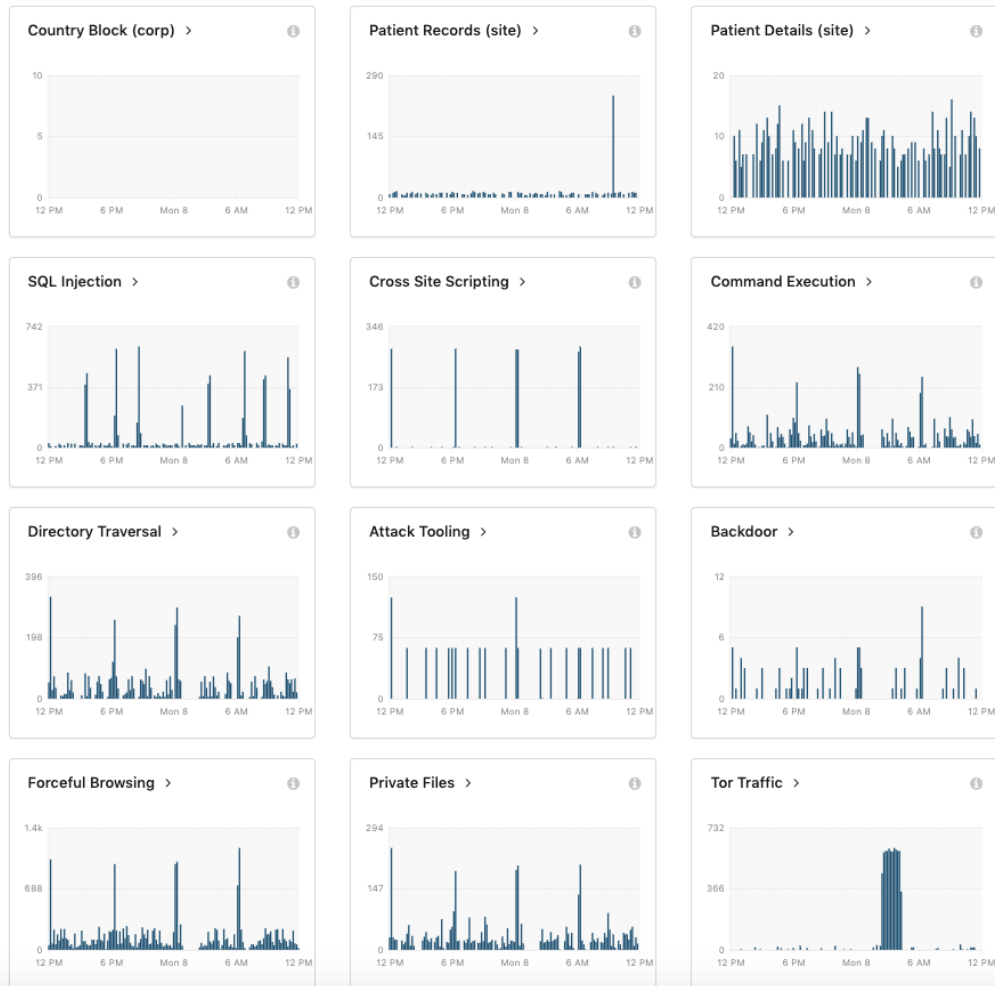 Country Block (corp) >
Patient Records (site) >
Patient Details (site) >
10
5
0
12 PM 6 PM Mon 8 6 AM 12 PM
290
145
0
12 PM 6 PM Mon 8 6 AM 12 PM
20
10
0
12 PM 6 PM Mon 8 6 AM 12 PM
SQL Injection >
Cross Site Scripting >
Command Execution >
742
371
0
12 PM 6 PM Mon 8 6 AM 12 PM
346
173
0
12 PM 6 PM Mon 8 6 AM 12 PM
420
210
0
12 PM 6 PM Mon 8 6 AM 12 PM
Directory Traversal >
Attack Tooling >
Backdoor >
396
198
0
12 PM 6 PM Mon 8 6 AM 12 PM
150
75
0
12 PM 6 PM Mon 8 6 AM 12 PM
12
6
0
12 PM 6 PM Mon 8 6 AM 12 PM
Forceful Browsing >
Private Files >
Tor Traffic >
1.4k
688
0
12 PM 6 PM Mon 8 6 AM 12 PM
294
147
0
12 PM 6 PM Mon 8 6 AM 12 PM
732
366
0
12 PM 6 PM Mon 8 6 AM 12 PM